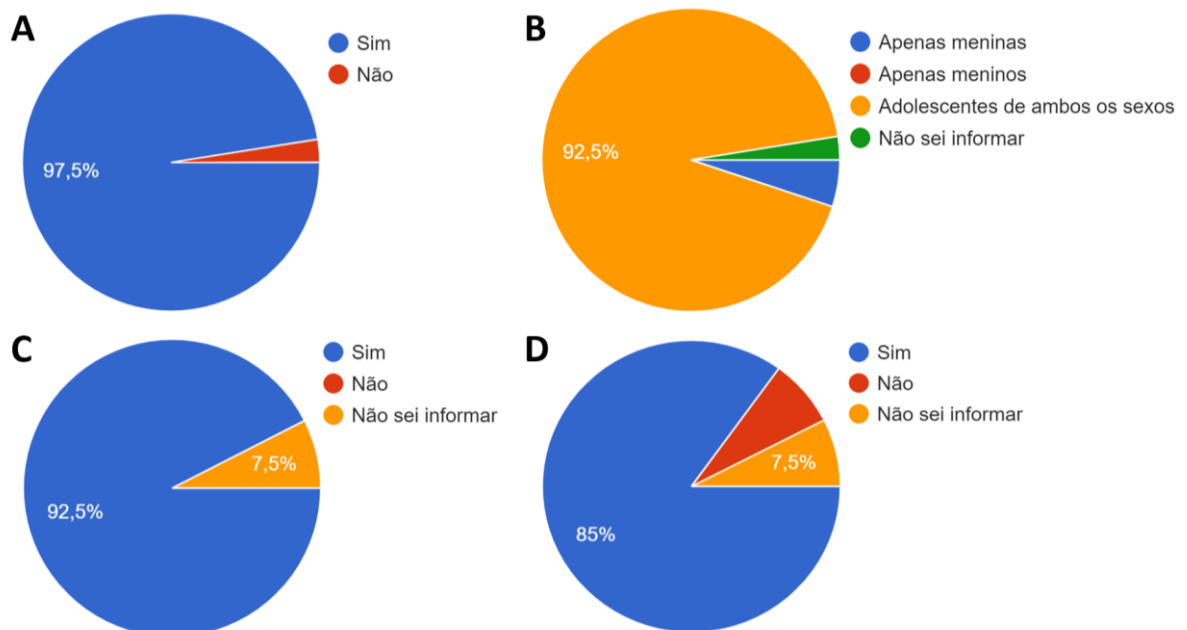 A
Sim
Não
97,5%
B
Apenas meninas
Apenas meninos
Adolescentes de ambos os sexos
Não sei informar
92,5%
C
Sim
Não
Não sei informar
7,5%
92,5%
D
Sim
Não
Não sei informar
7,5%
85%